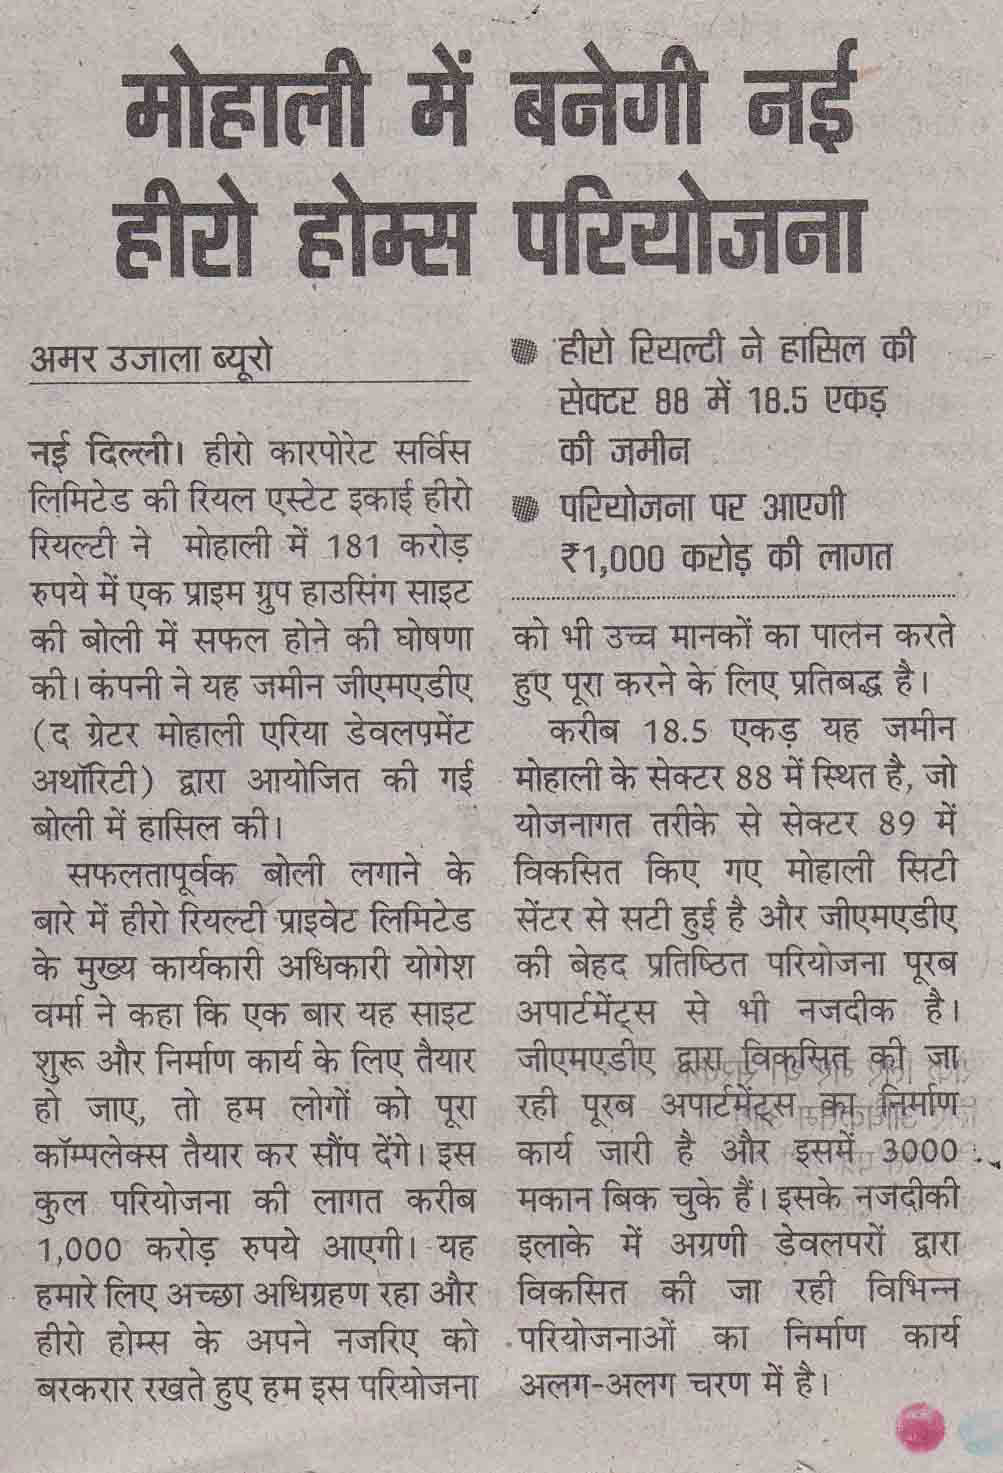 मोहाली में बनेगी नई
हीरो होम्स परियोजना
अमर उजाला ब्यूरो
नई दिल्ली। हीरो कारपोरेट सर्विस
लिमिटेड की रियल एस्टेट इकाई हीरो
रियल्टी ने मोहाली में 181 करोड़
रुपये में एक प्राइम ग्रुप हाउसिंग साइट
की बोली में सफल होने की घोषणा
की। कंपनी ने यह जमीन जीएमएडीए
(द ग्रेटर मोहाली एरिया डेवलपमेंट
अथॉरिटी) द्वारा आयोजित की गई
बोली में हासिल की।
सफलतापूर्वक बोली लगाने के
बारे में हीरो रियल्टी प्राइवेट लिमिटेड
के मुख्य कार्यकारी अधिकारी योगेश
वर्मा ने कहा कि एक बार यह साइट
शुरू और निर्माण कार्य के लिए तैयार
हो जाए, तो हम लोगों को पूरा
कॉम्पलेक्स तैयार कर सौंप देंगे। इस
कुल परियोजना की लागत करीब
1,000 करोड़ रुपये आएगी। यह
हमारे लिए अच्छा अधिग्रहण रहा और
हीरो होम्स के अपने नजरिए को
बरकरार रखते हुए हम इस परियोजना
हीरो रियल्टी ने हासिल की
सेक्टर 88 में 18.5 एकड़
की जमीन
परियोजना पर आएगी
₹1,000 करोड़ की लागत
को भी उच्च मानकों का पालन करते
हुए पूरा करने के लिए प्रतिबद्ध है।
करीब 18.5 एकड़ यह जमीन
मोहाली के सेक्टर 88 में स्थित है, जो
योजनागत तरीके से सेक्टर 89 में
विकसित किए गए मोहाली सिटी
सेंटर से सटी हुई है और जीएमएडीए
की बेहद प्रतिष्ठित परियोजना पूरब
अपार्टमेंट्स से भी नजदीक है।
जीएमएडीए द्वारा विकसित की जा
रही पूरब अपार्टमेंट्स का निर्माण
कार्य जारी है और इसमें 3000
मकान बिक चुके हैं। इसके नजदीकी
इलाके में अग्रणी डेवलपरों द्वारा
विकसित की जा रही विभिन्न
परियोजनाओं का निर्माण कार्य
अलग-अलग चरण में है।